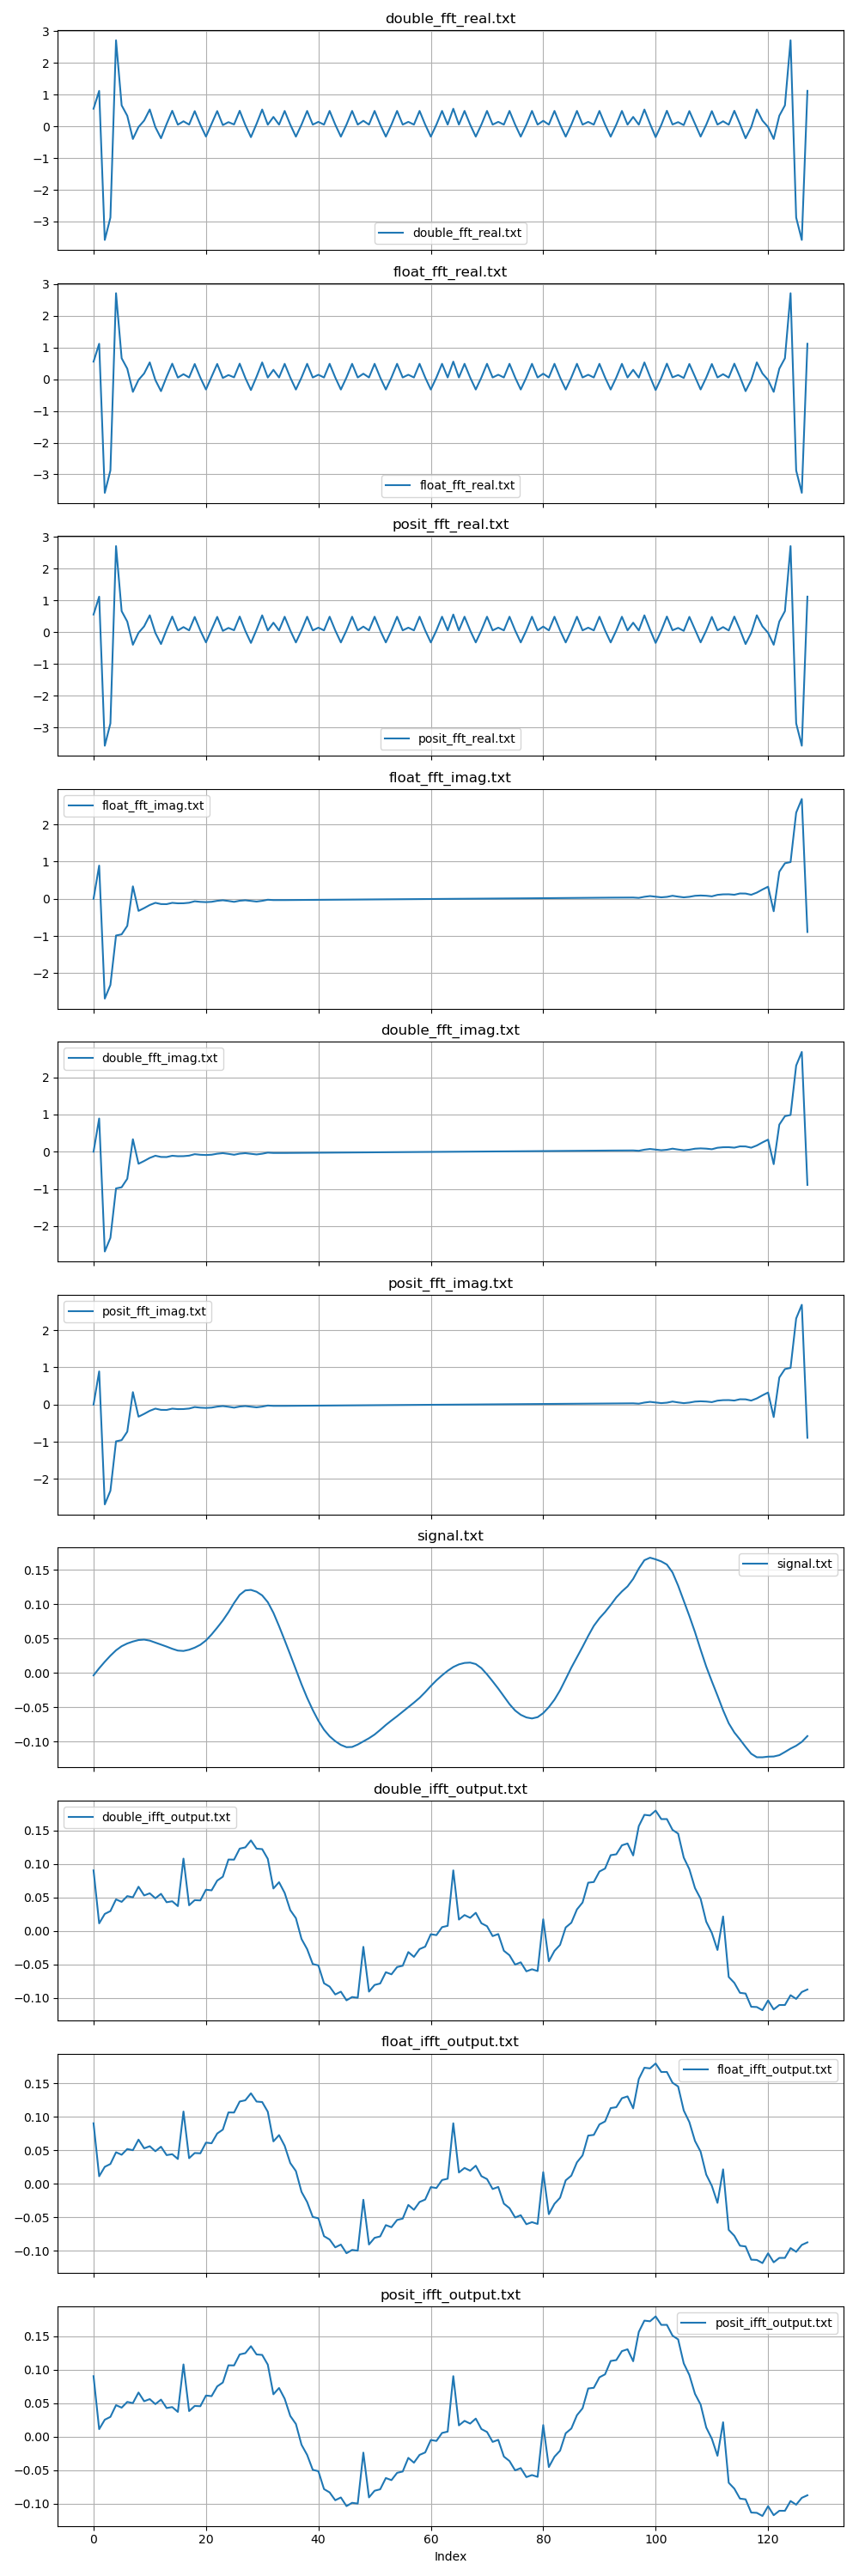 double_fft_real.txt
3
2
1
0
−1
−2
−3
double_fft_real.txt
float_fft_real.txt
3
2
1
0
−1
−2
−3
float_fft_real.txt
posit_fft_real.txt
3
2
1
0
−1
−2
−3
posit_fft_real.txt
float_fft_imag.txt
float_fft_imag.txt
2
1
0
−1
−2
double_fft_imag.txt
double_fft_imag.txt
2
1
0
−1
−2
posit_fft_imag.txt
posit_fft_imag.txt
2
1
0
−1
−2
signal.txt
signal.txt
0.15
0.10
0.05
0.00
−0.05
−0.10
double_ifft_output.txt
double_ifft_output.txt
0.15
0.10
0.05
0.00
−0.05
−0.10
float_ifft_output.txt
float_ifft_output.txt
0.15
0.10
0.05
0.00
−0.05
−0.10
posit_ifft_output.txt
posit_ifft_output.txt
0.15
0.10
0.05
0.00
−0.05
−0.10
0 20 40 60 80 100 120
Index